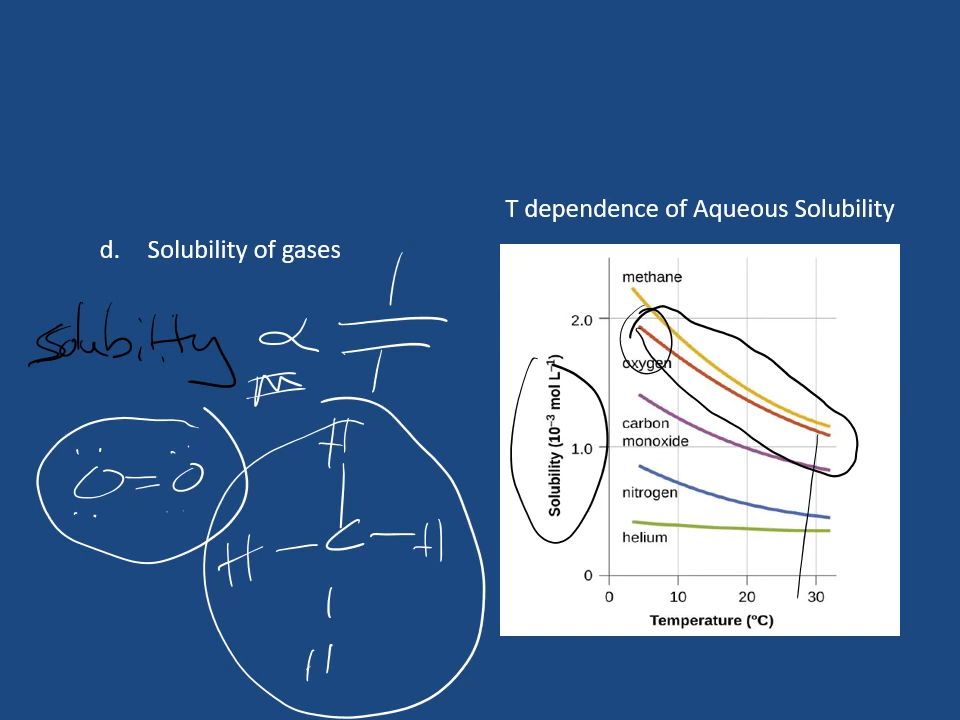 T dependence of Aqueous Solubility
d. Solubility of gases
solubility ∝ 1
T
O=O
H
H—C—H
H
methane
2.0
oxygen
carbon
monoxide
1.0
nitrogen
helium
0
Solubility (10⁻³ mol L⁻¹)
0 10 20 30
Temperature (°C)